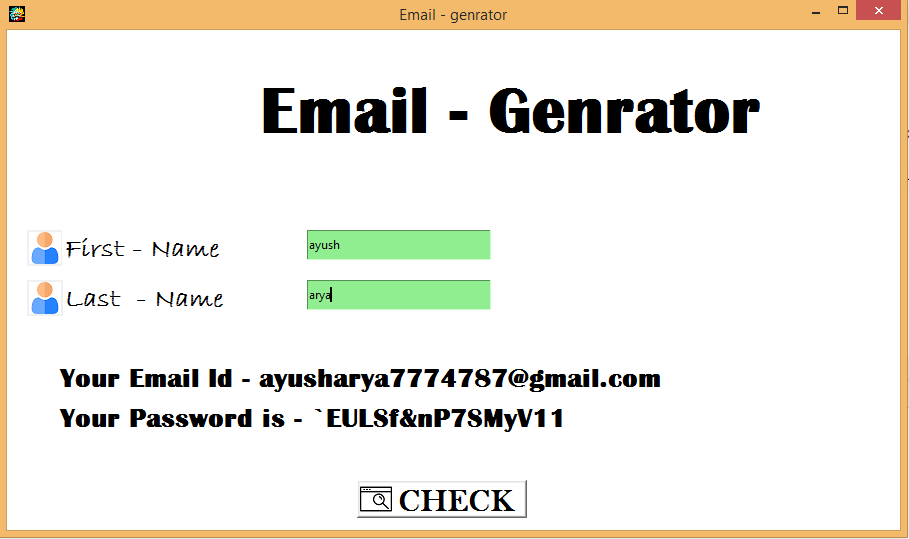 Email - genrator
Email - Genrator
First - Name ayush
Last - Name arya
Your Email Id - ayusharya7774787@gmail.com
Your Password is - `EULSf&nP7SMyV11
CHECK